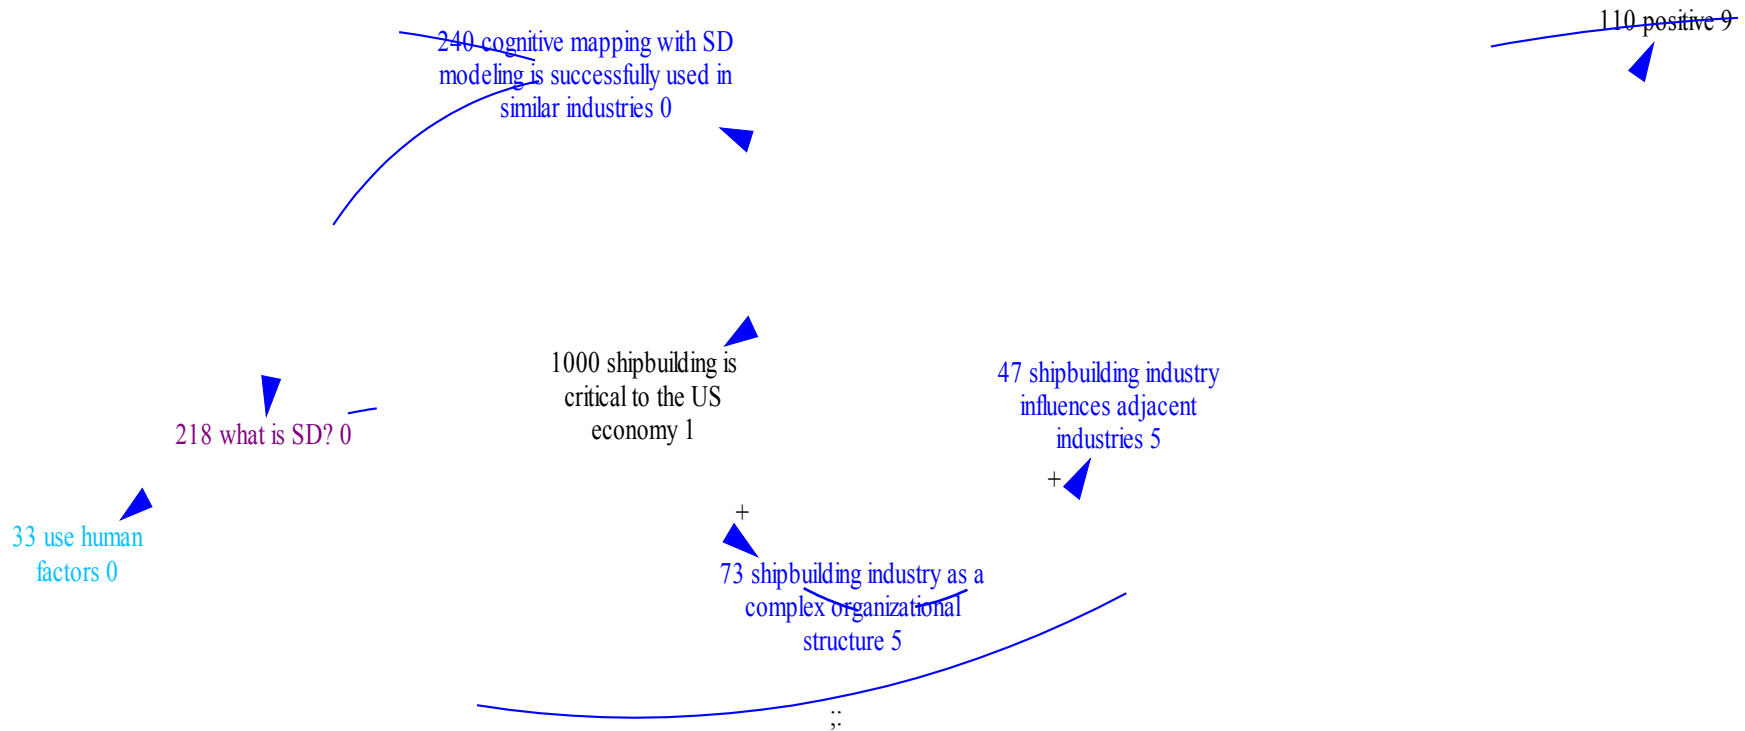 110 positive 9
240 cognitive mapping with SD
modeling is successfully used in
similar industries 0
1000 shipbuilding is
critical to the US
economy 1
47 shipbuilding industry
influences adjacent
industries 5
218 what is SD? 0
+
+
33 use human
factors 0
73 shipbuilding industry as a
complex organizational
structure 5
;: